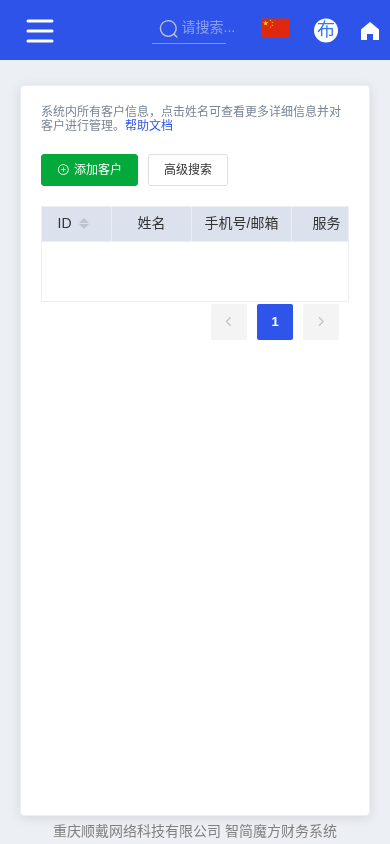 请搜索...
布
系统内所有客户信息，点击姓名可查看更多详细信息并对
客户进行管理。帮助文档
添加客户 高级搜索
ID 姓名 手机号/邮箱 服务
1
重庆顺戴网络科技有限公司 智简魔方财务系统